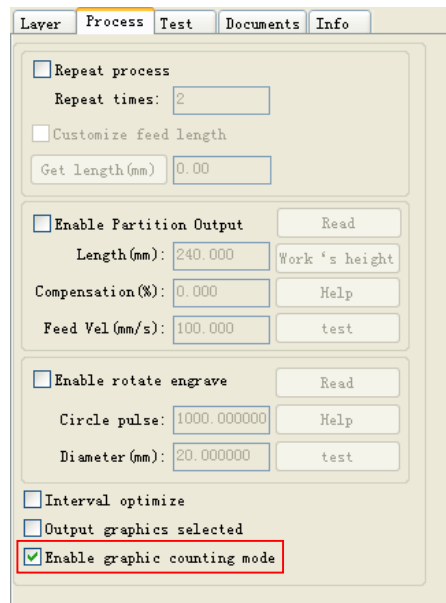 Layer Process Test Documents Info
Repeat process
Repeat times: 2
Customize feed length
Get length(mm) 0.00
Enable Partition Output Read
Length(mm): 240.000 Work‘s height
Compensation(%): 0.000 Help
Feed Vel(mm/s): 100.000 test
Enable rotate engrave Read
Circle pulse: 1000.000000 Help
Diameter(mm): 20.000000 test
Interval optimize
Output graphics selected
Enable graphic counting mode